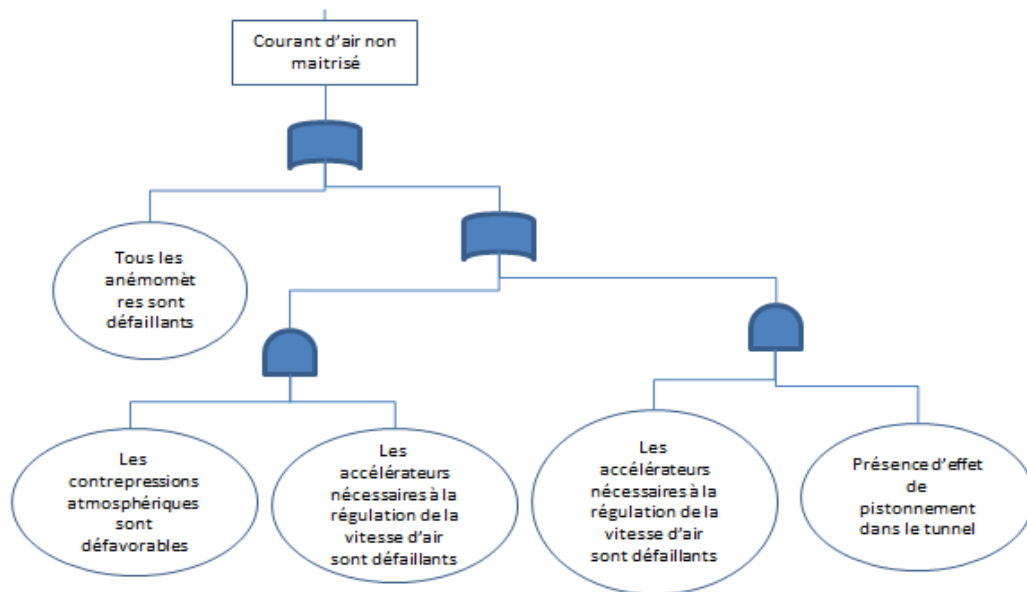 Courant d'air non
maitrisé
Tous les
anémomèt
res sont
défaillants
Les
contrepressions
atmosphériques
sont
défavorables
Les
accélérateurs
nécessaires à la
régulation de la
vitesse d'air
sont défaillants
Les
accélérateurs
nécessaires à la
régulation de la
vitesse d'air
sont défaillants
Présence d'effet
de
pistonnement
dans le tunnel